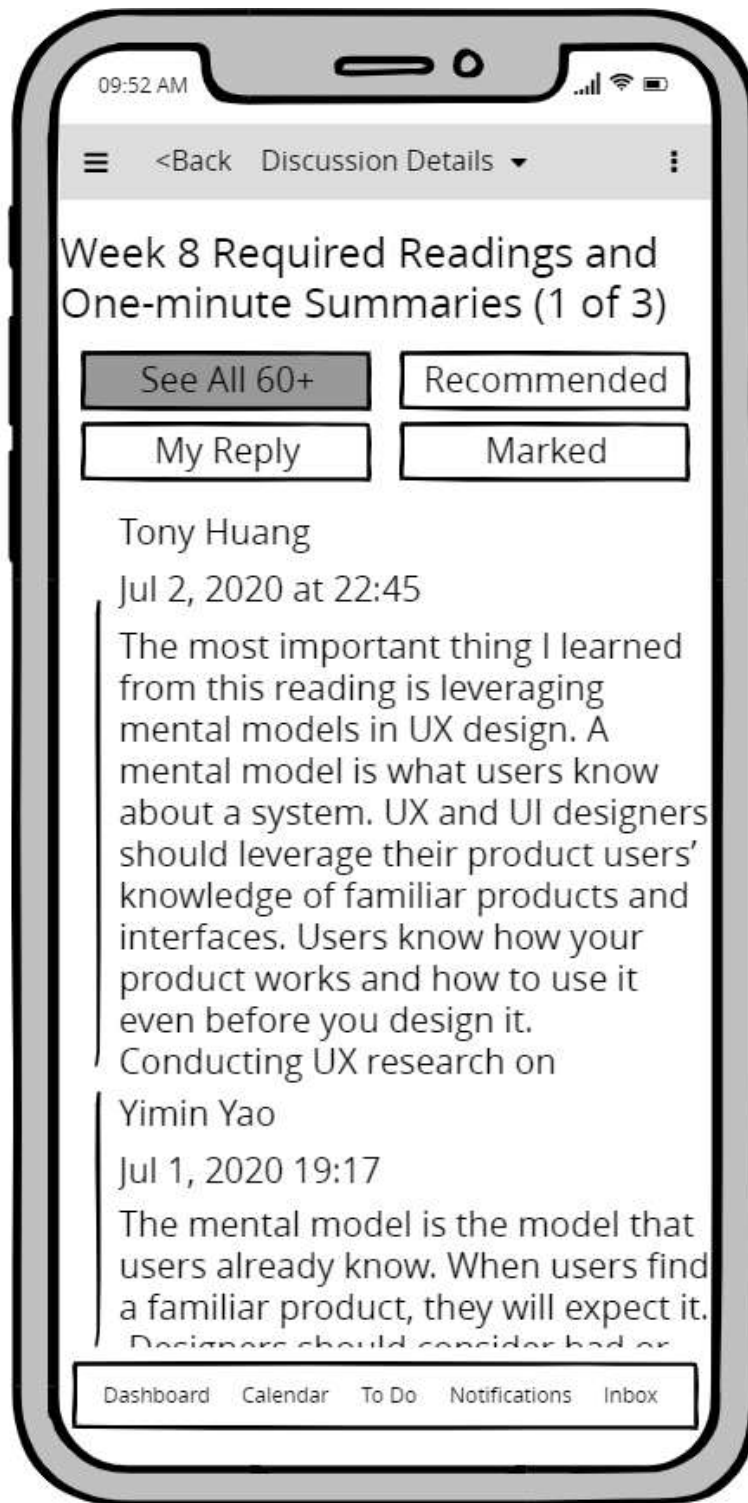 09:52 AM
<Back Discussion Details
Week 8 Required Readings and
One-minute Summaries (1 of 3)
See All 60+ Recommended
My Reply Marked
Tony Huang
Jul 2, 2020 at 22:45
The most important thing I learned
from this reading is leveraging
mental models in UX design. A
mental model is what users know
about a system. UX and UI designers
should leverage their product users’
knowledge of familiar products and
interfaces. Users know how your
product works and how to use it
even before you design it.
Conducting UX research on
Yimin Yao
Jul 1, 2020 19:17
The mental model is the model that
users already know. When users find
a familiar product, they will expect it.
Designers should consider bad or
Dashboard Calendar To Do Notifications Inbox